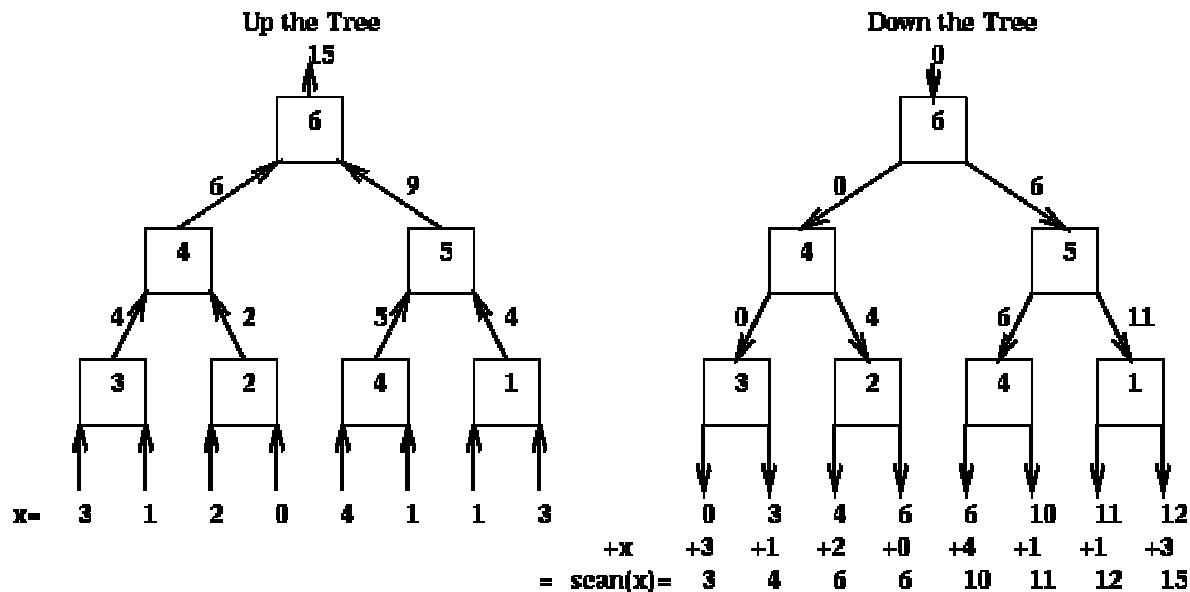 Up the Tree Down the Tree
15 0
6 6
6 9 0 6
4 5 4 5
4 2 5 4 0 4 6 11
3 2 4 1 3 2 4 1
x= 3 1 2 0 4 1 1 3 0 3 4 6 6 10 11 12
+x +3 +1 +2 +0 +4 +1 +1 +3
= scan(x)= 3 4 6 6 10 11 12 15